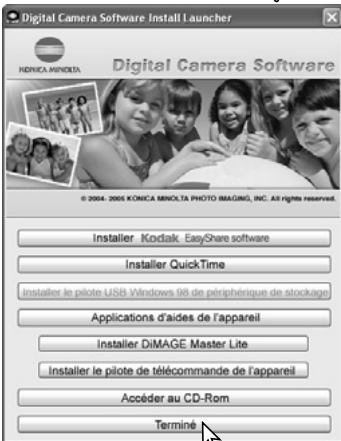 Digital Camera Software Install Launcher
KONICA MINOLTA
Digital Camera Software
© 2004- 2005 KONICA MINOLTA PHOTO IMAGING, INC. All rights reserved.
Installer Kodak EasyShare software
Installer QuickTime
Installer le pilote USB Windows 98 de périphérique de stockage
Applications d'aides de l'appareil
Installer DiMAGE Master Lite
Installer le pilote de télécommande de l'appareil
Accéder au CD-Rom
Terminé